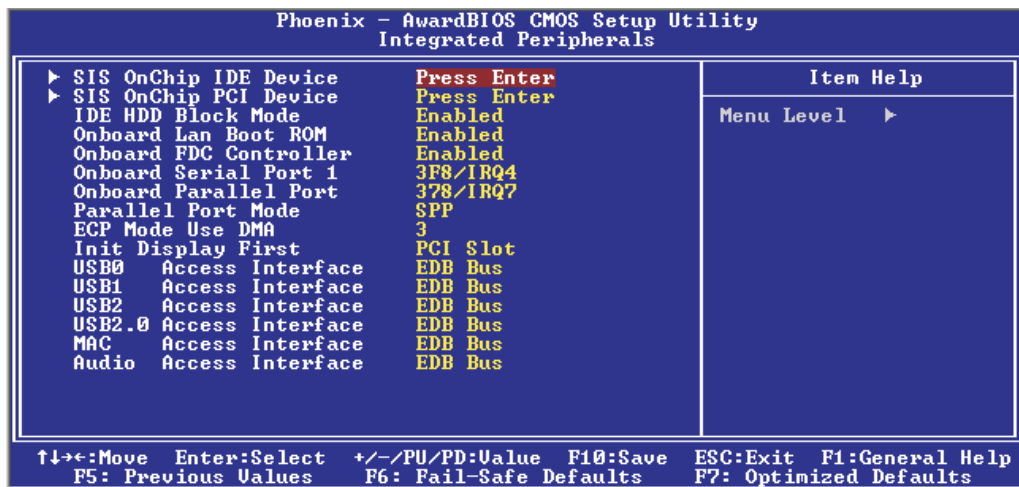 Phoenix - AwardBIOS CMOS Setup Utility
Integrated Peripherals
▶ SIS OnChip IDE Device Press Enter
▶ SIS OnChip PCI Device Press Enter
IDE HDD Block Mode Enabled
Onboard Lan Boot ROM Enabled
Onboard FDC Controller Enabled
Onboard Serial Port 1 3F8/IRQ4
Onboard Parallel Port 378/IRQ7
Parallel Port Mode SPP
ECP Mode Use DMA 3
Init Display First PCI Slot
USB0 Access Interface EDB Bus
USB1 Access Interface EDB Bus
USB2 Access Interface EDB Bus
USB2.0 Access Interface EDB Bus
MAC Access Interface EDB Bus
Audio Access Interface EDB Bus
Item Help
Menu Level ▶
↑↓→←:Move Enter:Select +/-/PU/PD:Value F10:Save ESC:Exit F1:General Help
F5: Previous Values F6: Fail-Safe Defaults F7: Optimized Defaults